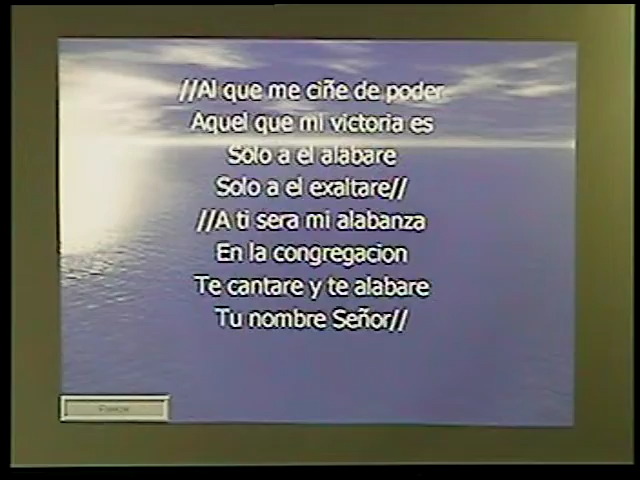 //Al que me ciñe de poder
Aquel que mi victoria es
Solo a el alabare
Solo a el exaltare//
//A ti sera mi alabanza
En la congregacion
Te cantare y te alabare
Tu nombre Señor//